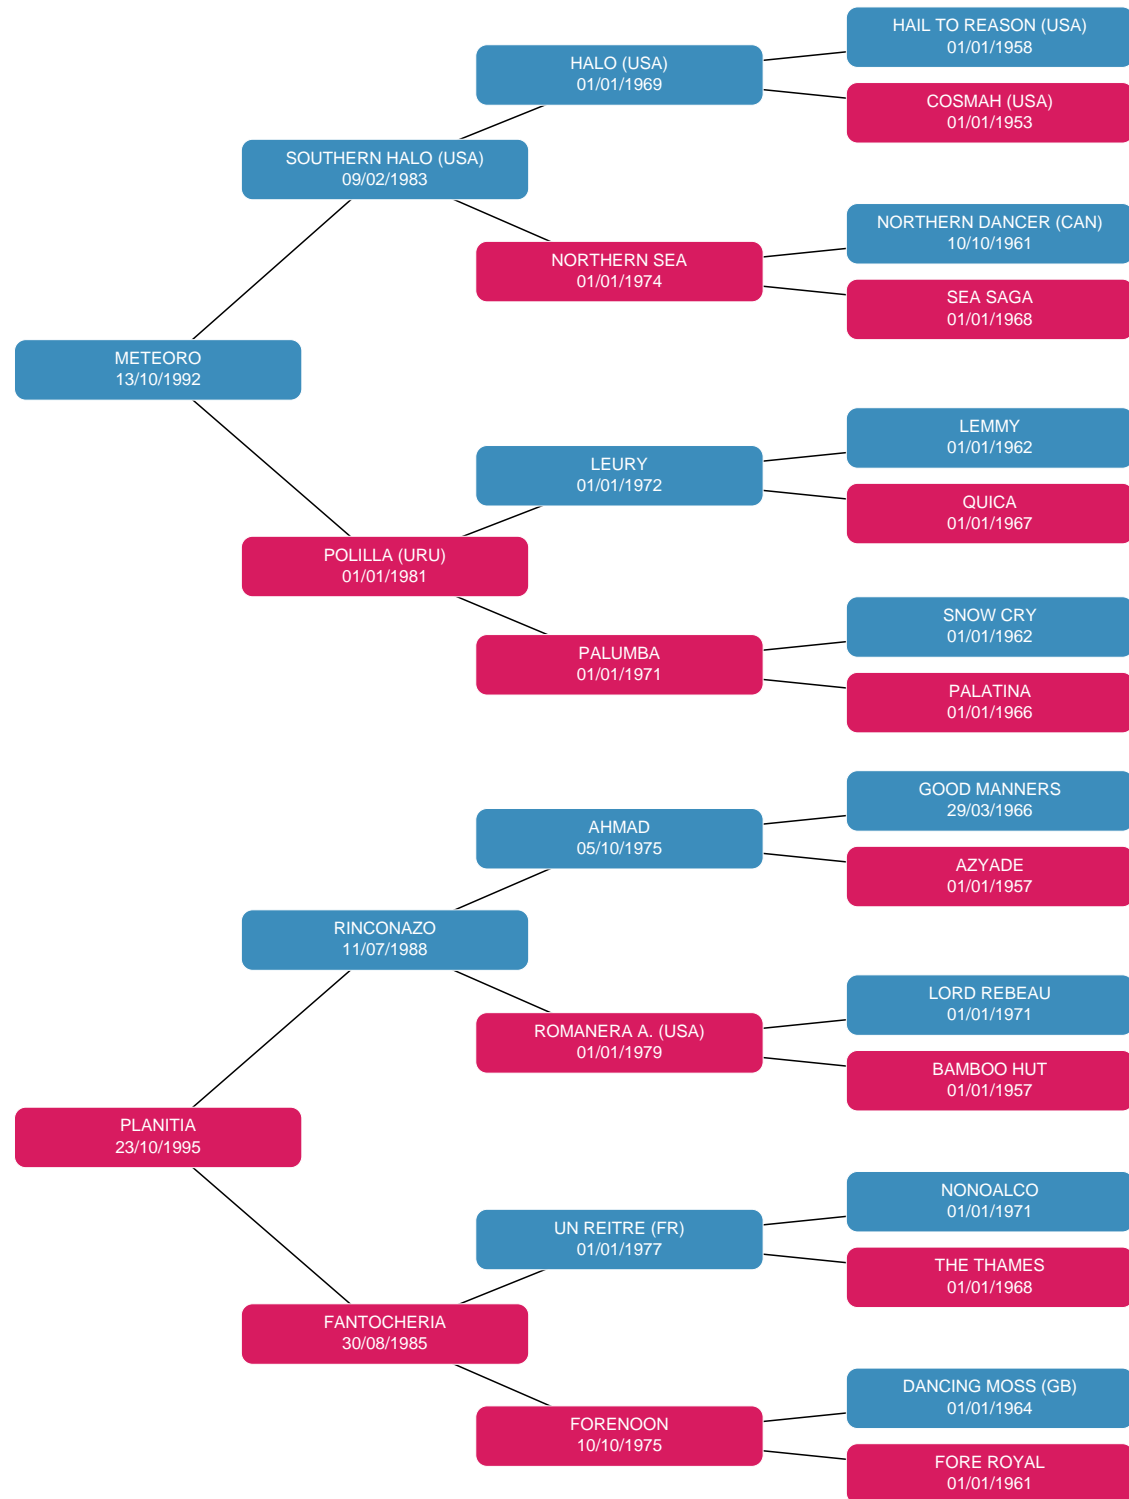 HAIL TO REASON (USA)
01/01/1958
HALO (USA)
01/01/1969
COSMAH (USA)
01/01/1953
SOUTHERN HALO (USA)
09/02/1983
NORTHERN DANCER (CAN)
10/10/1961
NORTHERN SEA
01/01/1974
SEA SAGA
01/01/1968
METEORO
13/10/1992
LEMMY
01/01/1962
LEURY
01/01/1972
QUICA
01/01/1967
POLILLA (URU)
01/01/1981
SNOW CRY
01/01/1962
PALUMBA
01/01/1971
PALATINA
01/01/1966
GOOD MANNERS
29/03/1966
AHMAD
05/10/1975
AZYADE
01/01/1957
RINCONAZO
11/07/1988
LORD REBEAU
01/01/1971
ROMANERA A. (USA)
01/01/1979
BAMBOO HUT
01/01/1957
PLANITIA
23/10/1995
NONOALCO
01/01/1971
UN REITRE (FR)
01/01/1977
THE THAMES
01/01/1968
FANTOCHERIA
30/08/1985
DANCING MOSS (GB)
01/01/1964
FORENOON
10/10/1975
FORE ROYAL
01/01/1961